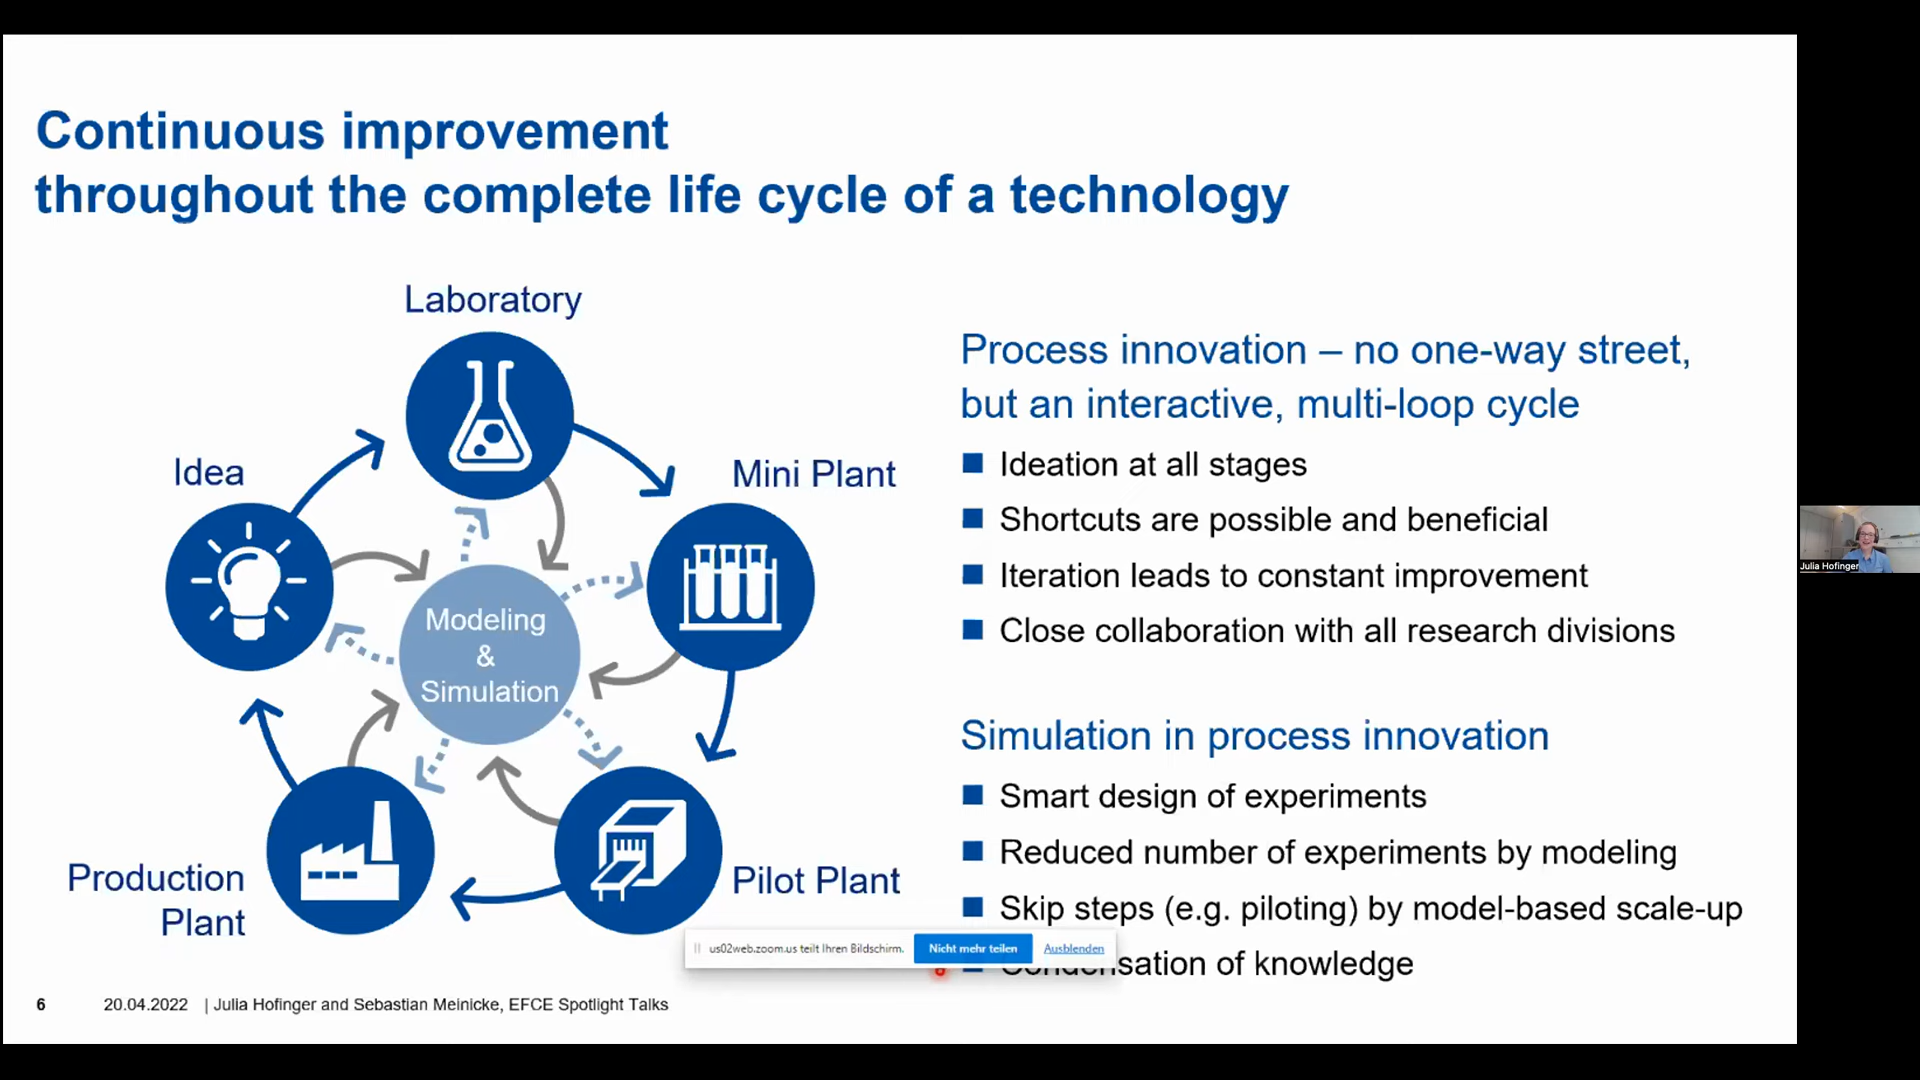 Continuous improvement
throughout the complete life cycle of a technology
Laboratory
Idea
Mini Plant
Modeling
&
Simulation
Production
Plant
Pilot Plant
Process innovation – no one-way street,
but an interactive, multi-loop cycle
Ideation at all stages
Shortcuts are possible and beneficial
Iteration leads to constant improvement
Close collaboration with all research divisions
Simulation in process innovation
Smart design of experiments
Reduced number of experiments by modeling
Skip steps (e.g. piloting) by model-based scale-up
Condensation of knowledge
us02web.zoom.us teilt Ihren Bildschirm. Nicht mehr teilen Ausblenden
6 20.04.2022 | Julia Hofinger and Sebastian Meinicke, EFCE Spotlight Talks
Julia Hofinger